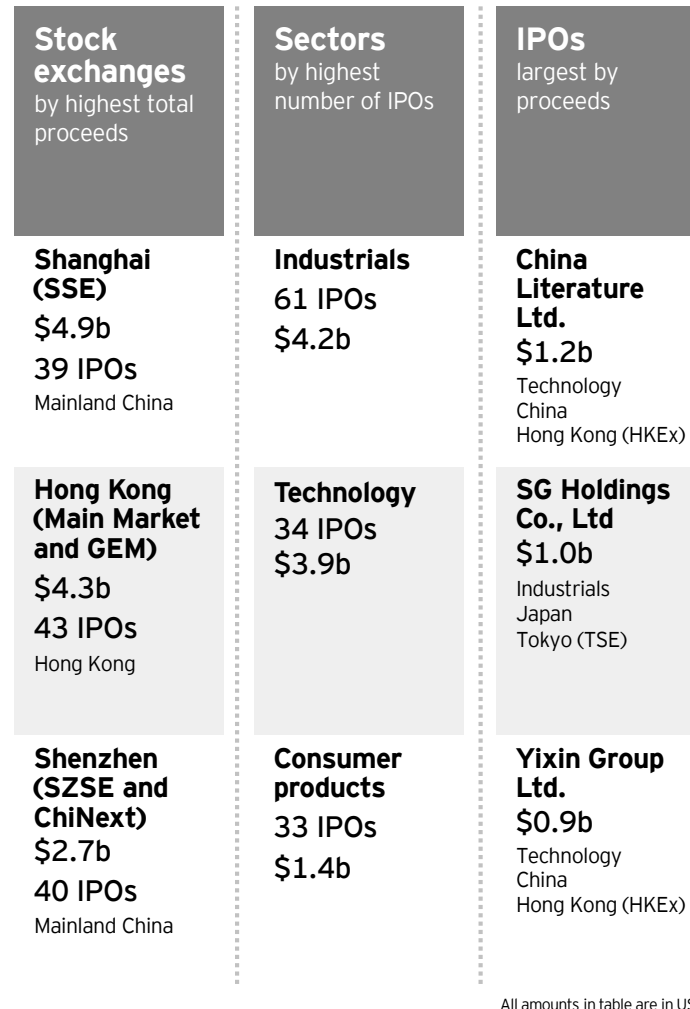 Stock
exchanges
by highest total
proceeds
Shanghai
(SSE)
$4.9b
39 IPOs
Mainland China
Hong Kong
(Main Market
and GEM)
$4.3b
43 IPOs
Hong Kong
Shenzhen
(SZSE and
ChiNext)
$2.7b
40 IPOs
Mainland China
Sectors
by highest
number of IPOs
Industrials
61 IPOs
$4.2b
Technology
34 IPOs
$3.9b
Consumer
products
33 IPOs
$1.4b
IPOs
largest by
proceeds
China
Literature
Ltd.
$1.2b
Technology
China
Hong Kong (HKEx)
SG Holdings
Co., Ltd
$1.0b
Industrials
Japan
Tokyo (TSE)
Yixin Group
Ltd.
$0.9b
Technology
China
Hong Kong (HKEx)
All amounts in table are in US